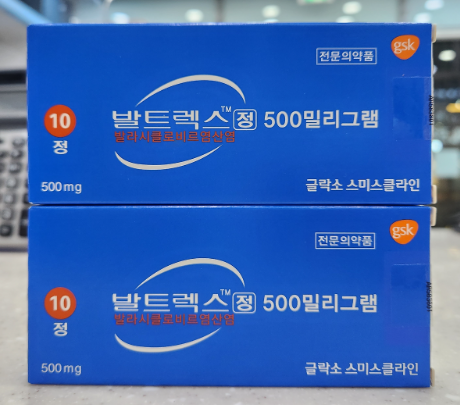 전문의약품
gsk
10
정
발트렉스™정 500밀리그램
발라시클로비르염산염
500mg
글락소 스미스클라인
전문의약품
gsk
10
정
발트렉스™정 500밀리그램
발라시클로비르염산염
500mg
글락소 스미스클라인